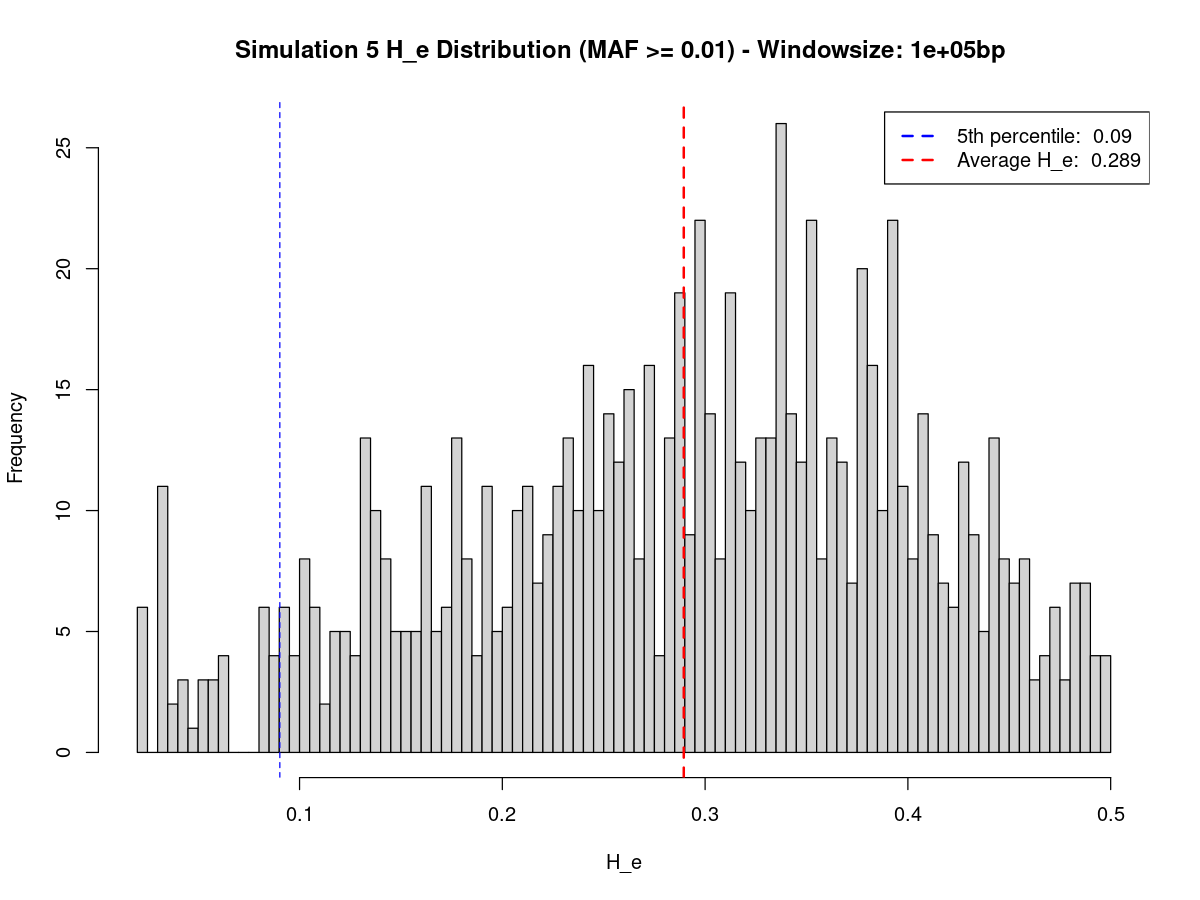 Simulation 5 H_e Distribution (MAF >= 0.01) - Windowsize: 1e+05bp
5th percentile:  0.09
Average H_e:  0.289
25
20
15
10
5
0
Frequency
0.1 0.2 0.3 0.4 0.5
H_e